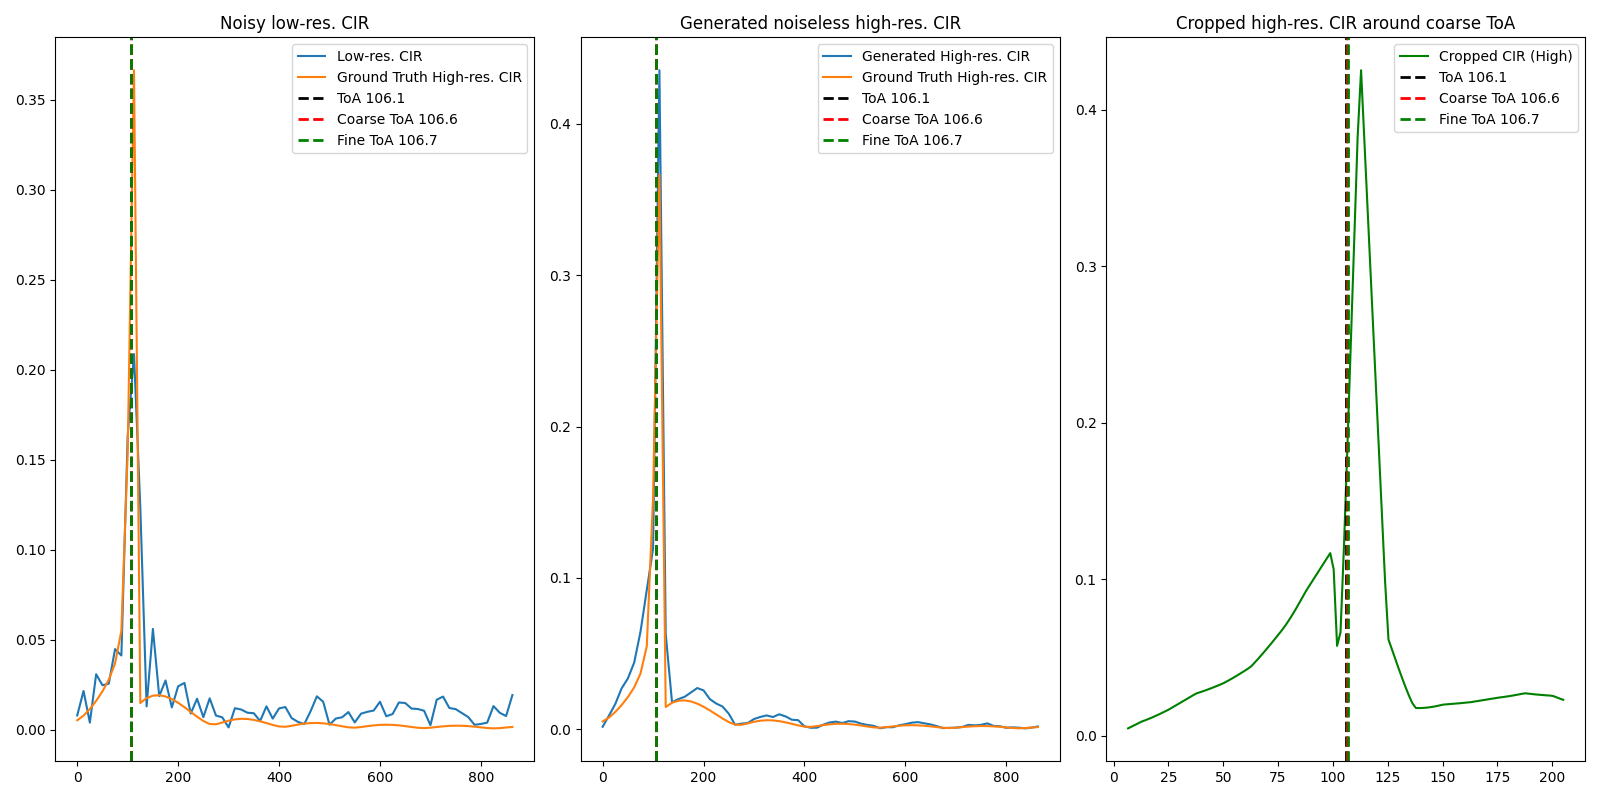 Noisy low-res. CIR
Low-res. CIR
Ground Truth High-res. CIR
ToA 106.1
Coarse ToA 106.6
Fine ToA 106.7
0.35
0.30
0.25
0.20
0.15
0.10
0.05
0.00
0 200 400 600 800
Generated noiseless high-res. CIR
Generated High-res. CIR
Ground Truth High-res. CIR
ToA 106.1
Coarse ToA 106.6
Fine ToA 106.7
0.4
0.3
0.2
0.1
0.0
0 200 400 600 800
Cropped high-res. CIR around coarse ToA
Cropped CIR (High)
ToA 106.1
Coarse ToA 106.6
Fine ToA 106.7
0.4
0.3
0.2
0.1
0.0
0 25 50 75 100 125 150 175 200